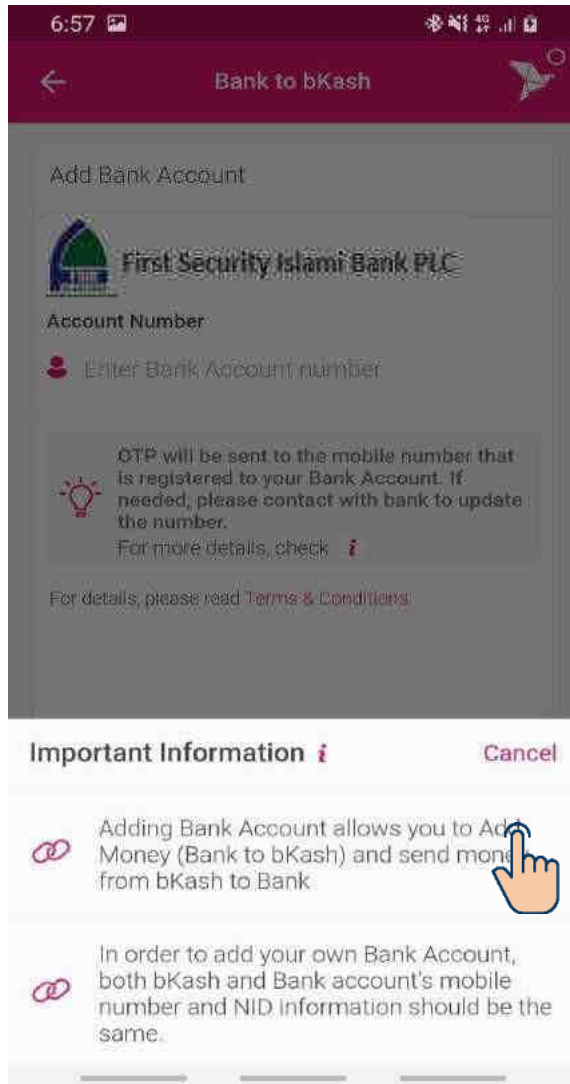 6:57
Bank to bKash
Add Bank Account
First Security Islami Bank PLC
Account Number
Enter Bank Account number
OTP will be sent to the mobile number that
is registered to your Bank Account. If
needed, please contact with bank to update
the number.
For more details, check i
For details, please read Terms & Conditions
Important Information i
Cancel
Adding Bank Account allows you to Add
Money (Bank to bKash) and send money
from bKash to Bank
In order to add your own Bank Account,
both bKash and Bank account's mobile
number and NID information should be the
same.